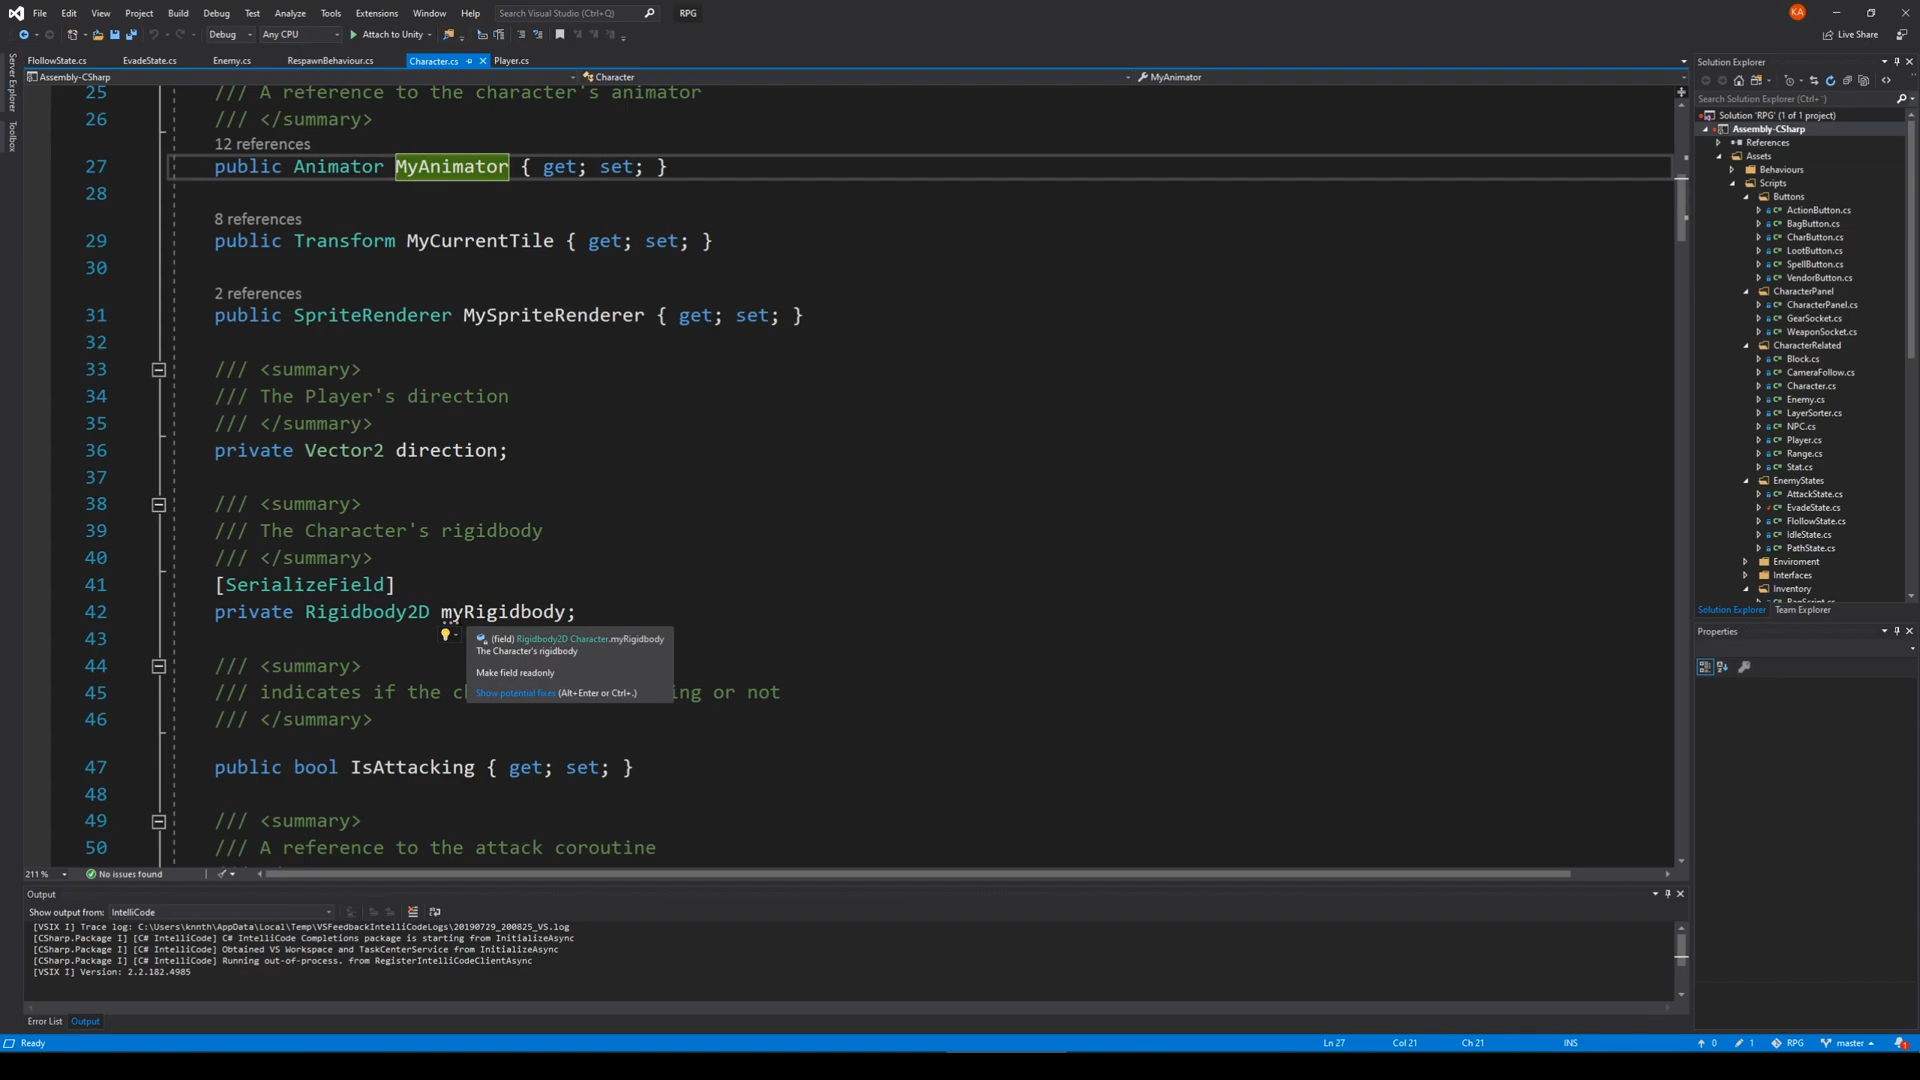 File Edit View Project Build Debug Test Analyze Tools Extensions Window Help Search Visual Studio (Ctrl+Q) RPG KA
Debug Any CPU Attach to Unity Live Share
FlollowState.cs EvadeState.cs Enemy.cs RespawnBehaviour.cs Character.cs Player.cs
Assembly-CSharp Character MyAnimator
Server Explorer
Toolbox
25 /// A reference to the character's animator
26 /// </summary>
12 references
27 public Animator MyAnimator { get; set; }
28
8 references
29 public Transform MyCurrentTile { get; set; }
30
2 references
31 public SpriteRenderer MySpriteRenderer { get; set; }
32
33 /// <summary>
34 /// The Player's direction
35 /// </summary>
36 private Vector2 direction;
37
38 /// <summary>
39 /// The Character's rigidbody
40 /// </summary>
41 [SerializeField]
42 private Rigidbody2D myRigidbody;
43
(field) Rigidbody2D Character.myRigidbody
The Character's rigidbody
Make field readonly
Show potential fixes (Alt+Enter or Ctrl+.)
44 /// <summary>
45 /// indicates if the c ing or not
46 /// </summary>
47 public bool IsAttacking { get; set; }
48
49 /// <summary>
50 /// A reference to the attack coroutine
211 % No issues found
Output
Show output from: IntelliCode
[VSIX I] Trace log: C:\Users\knnth\AppData\Local\Temp\VSFeedbackIntelliCodeLogs\20190729_200825_VS.log
[CSharp.Package I] [C# IntelliCode] C# IntelliCode Completions package is starting from InitializeAsync
[CSharp.Package I] [C# IntelliCode] Obtained VS Workspace and TaskCenterService from InitializeAsync
[CSharp.Package I] [C# IntelliCode] Running out-of-process. from RegisterIntelliCodeClientAsync
[VSIX I] Version: 2.2.182.4985
Error List Output
Solution Explorer
Search Solution Explorer (Ctrl+¨)
Solution 'RPG' (1 of 1 project)
Assembly-CSharp
References
Assets
Behaviours
Scripts
Buttons
ActionButton.cs
BagButton.cs
CharButton.cs
LootButton.cs
SpellButton.cs
VendorButton.cs
CharacterPanel
CharacterPanel.cs
GearSocket.cs
WeaponSocket.cs
CharacterRelated
Block.cs
CameraFollow.cs
Character.cs
Enemy.cs
LayerSorter.cs
NPC.cs
Player.cs
Range.cs
Stat.cs
EnemyStates
AttackState.cs
EvadeState.cs
FlollowState.cs
IdleState.cs
PathState.cs
Enviroment
Interfaces
Inventory
BagScript.cs
Solution Explorer Team Explorer
Properties
Ready Ln 27 Col 21 Ch 21 INS 0 1 RPG master 1